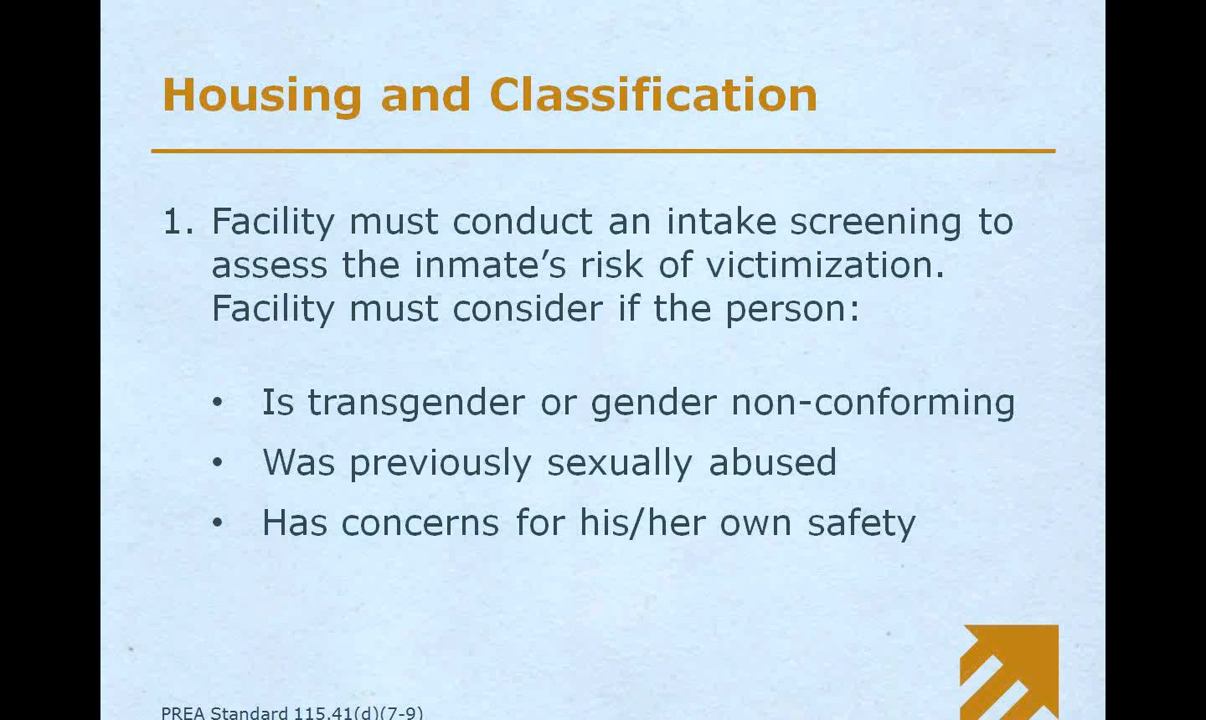 Housing and Classification
1. Facility must conduct an intake screening to
assess the inmate’s risk of victimization.
Facility must consider if the person:
• Is transgender or gender non-conforming
• Was previously sexually abused
• Has concerns for his/her own safety
PREA Standard 115.41(d)(7-9)